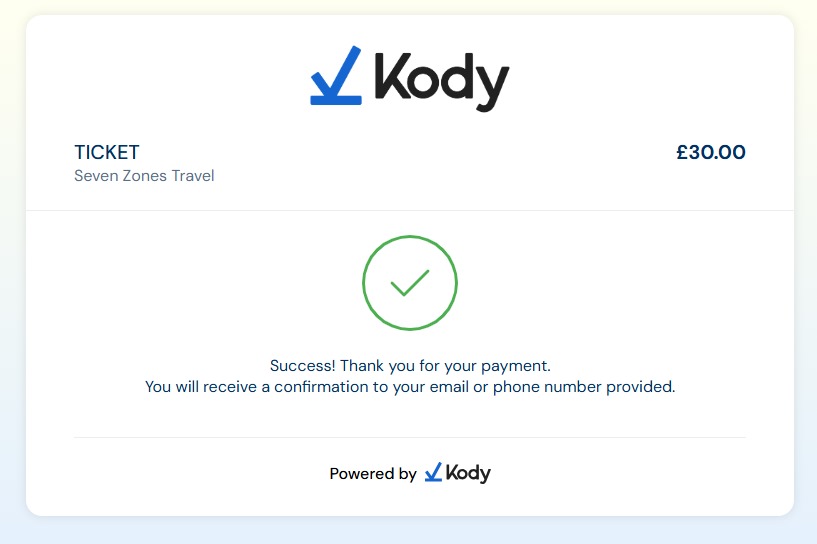 Kody
TICKET
£30.00
Seven Zones Travel
Success! Thank you for your payment.
You will receive a confirmation to your email or phone number provided.
Powered by Kody